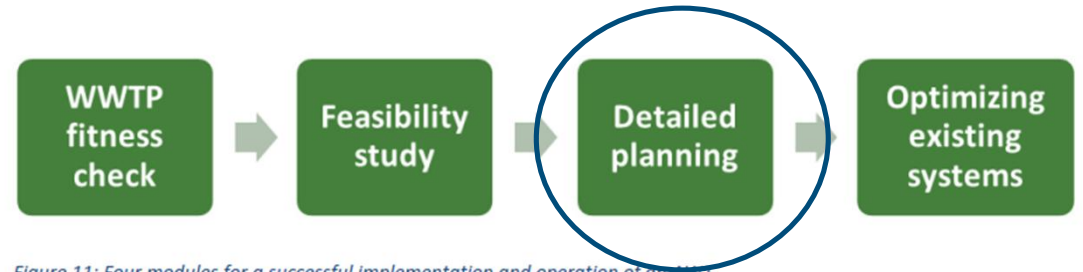 WWTP
fitness
check
Feasibility
study
Detailed
planning
Optimizing
existing
systems
Figure 11: Four modules for a successful implementation and operation of